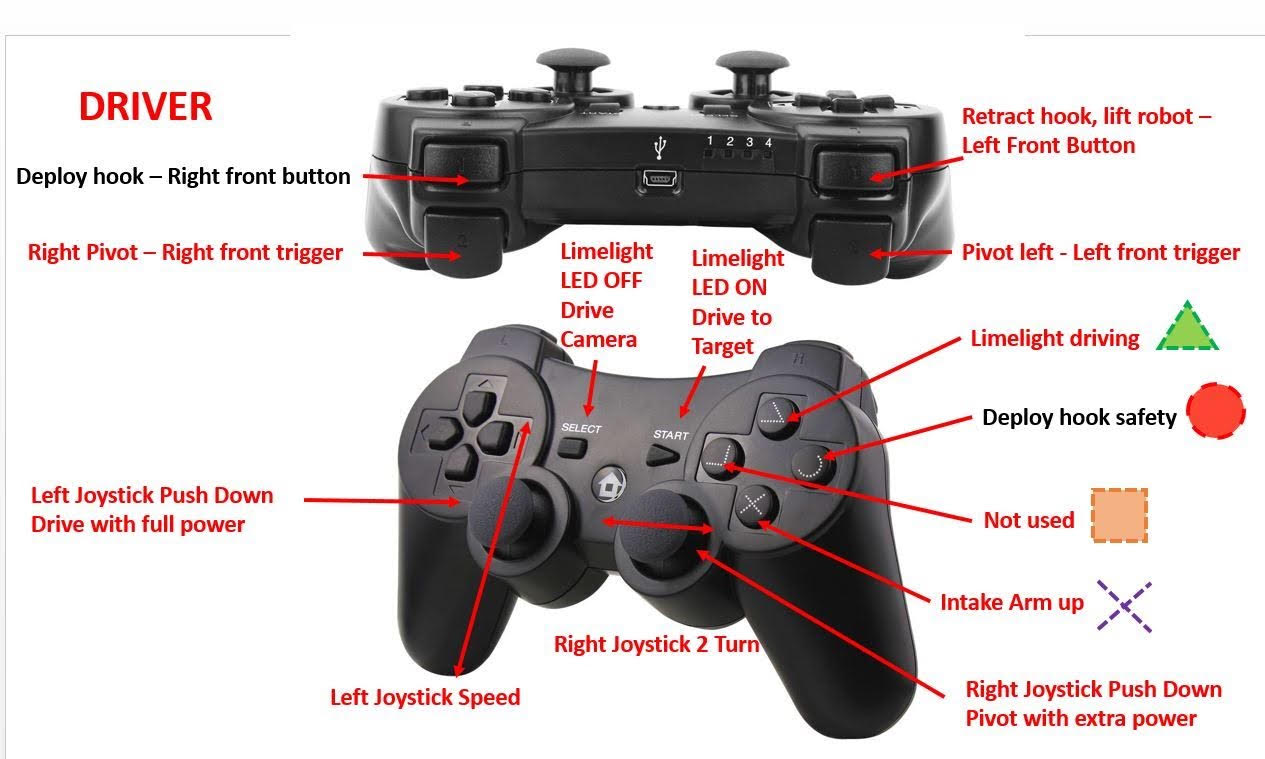 DRIVER
Deploy hook – Right front button
Right Pivot – Right front trigger
Retract hook, lift robot –
Left Front Button
Pivot left - Left front trigger
1 2 3 4
Limelight
LED OFF
Drive
Camera
Limelight
LED ON
Drive to
Target
Limelight driving
Deploy hook safety
Not used
Intake Arm up
SELECT
START
L
R
Left Joystick Push Down
Drive with full power
Right Joystick 2 Turn
Left Joystick Speed
Right Joystick Push Down
Pivot with extra power